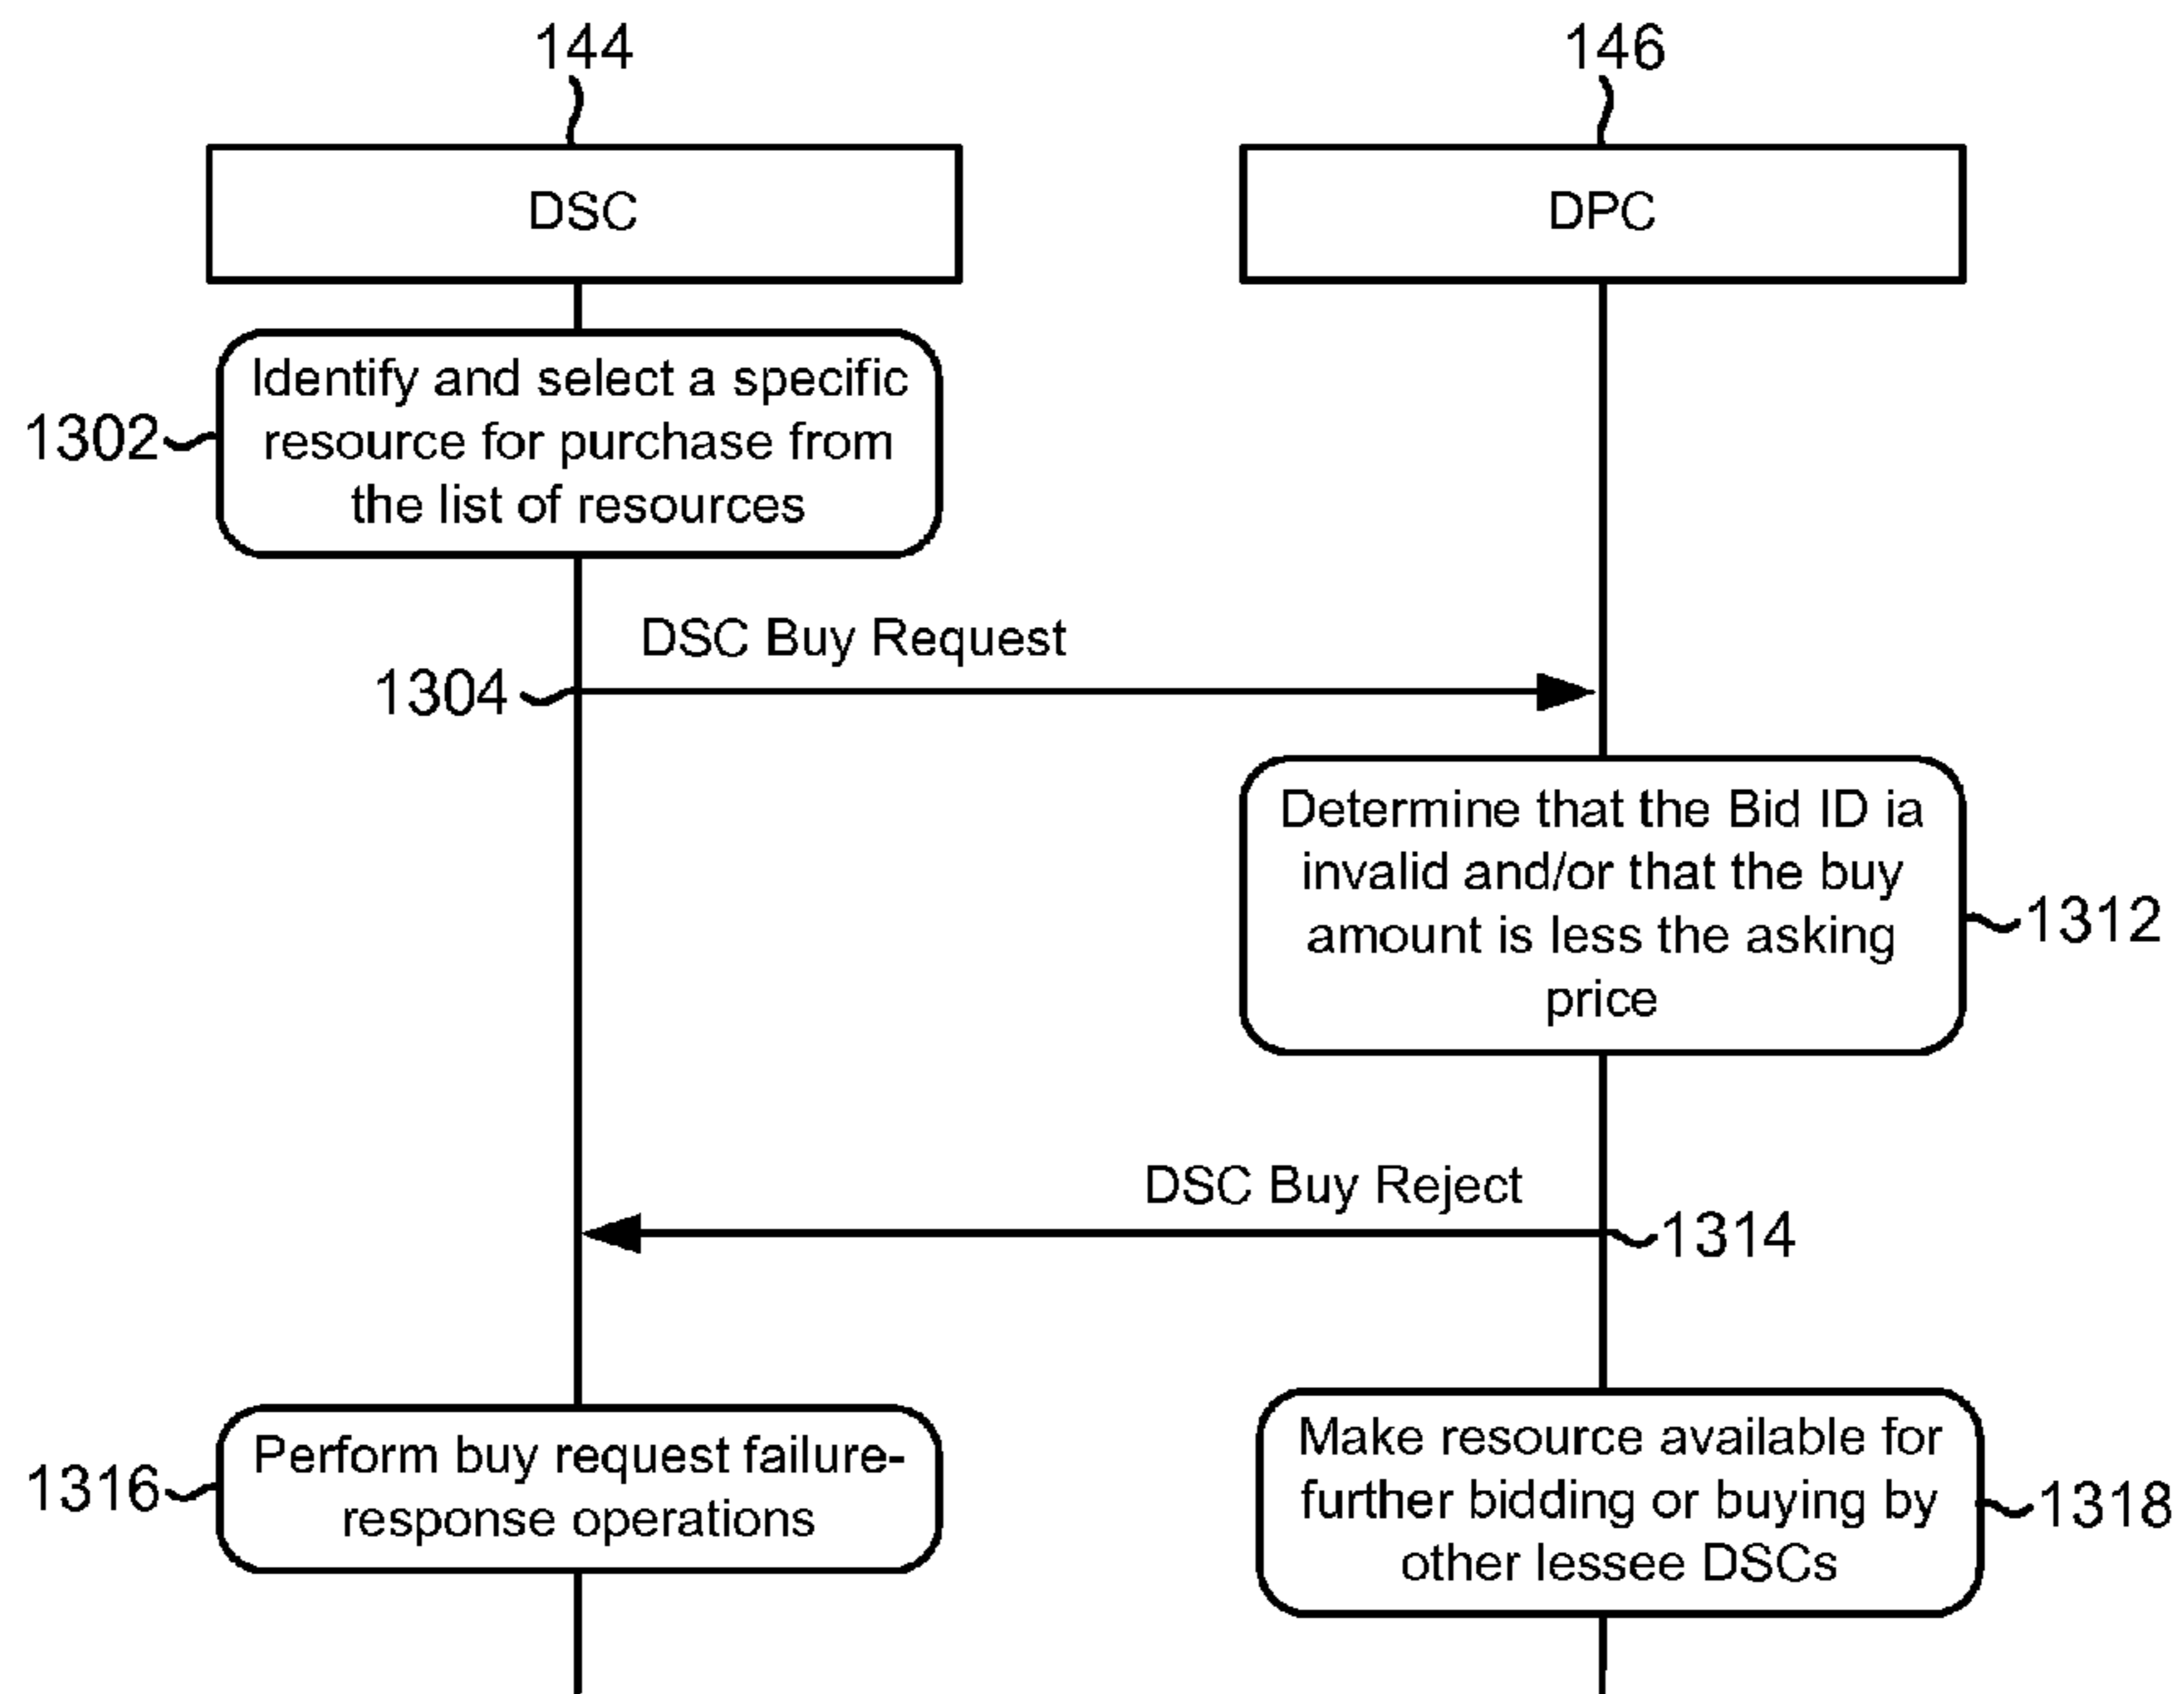 144
146
DSC
DPC
Identify and select a specific
resource for purchase from
the list of resources
1302
DSC Buy Request
1304
Determine that the Bid ID ia
invalid and/or that the buy
amount is less the asking
price
1312
DSC Buy Reject
1314
Perform buy request failure-
response operations
1316
Make resource available for
further bidding or buying by
other lessee DSCs
1318